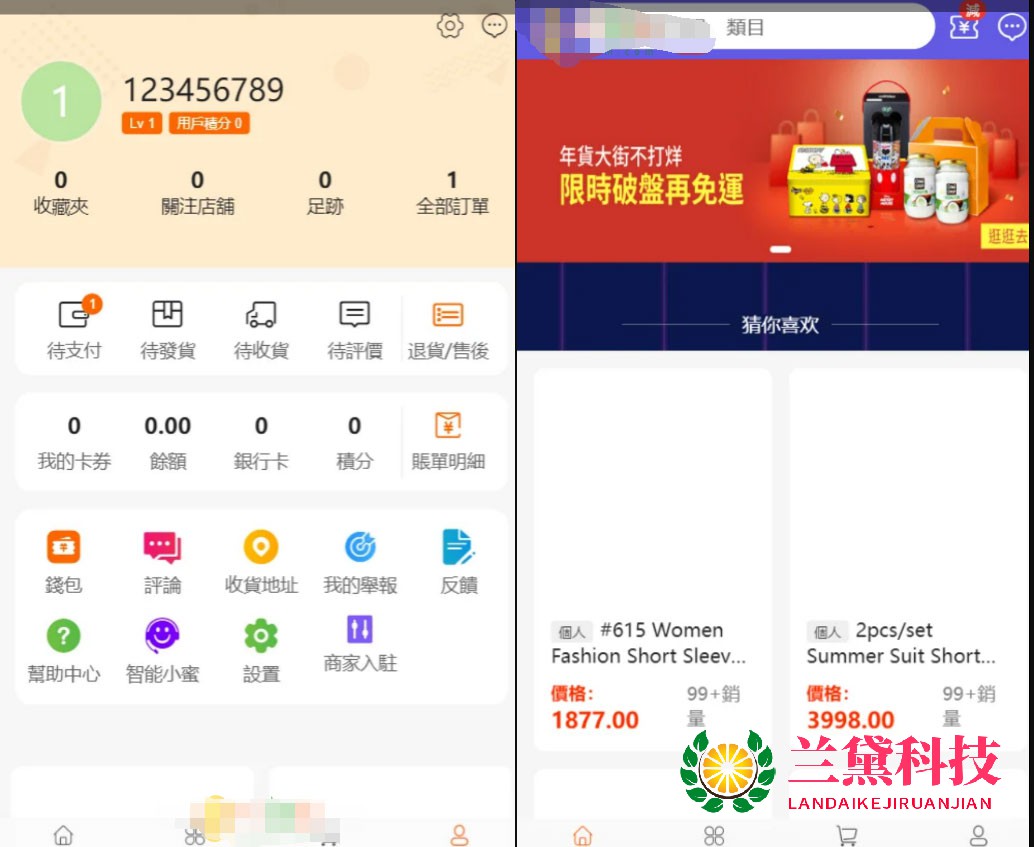 1
123456789
Lv 1
用戶積分 0
0
0
0
1
收藏夾
關注店舖
足跡
全部訂單
1
待支付
待發貨
待收貨
待評價
退貨/售後
0
0.00
0
0
我的卡券
餘額
銀行卡
積分
賬單明細
錢包
評論
收貨地址
我的舉報
反饋
幫助中心
智能小蜜
設置
商家入駐
類目
減
年貨大街不打烊
限時破盤再免運
逛逛去
猜你喜欢
個人 #615 Women
Fashion Short Sleev...
價格:
1877.00
99+銷
量
個人 2pcs/set
Summer Suit Short...
價格:
3998.00
99+銷
量
兰黛科技
LANDAIKEJIRUANJIAN